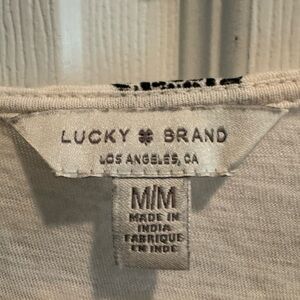 LUCKY BRAND
LOS ANGELES, CA
M/M
MADE IN
INDIA
FABRIQUE
EN INDE